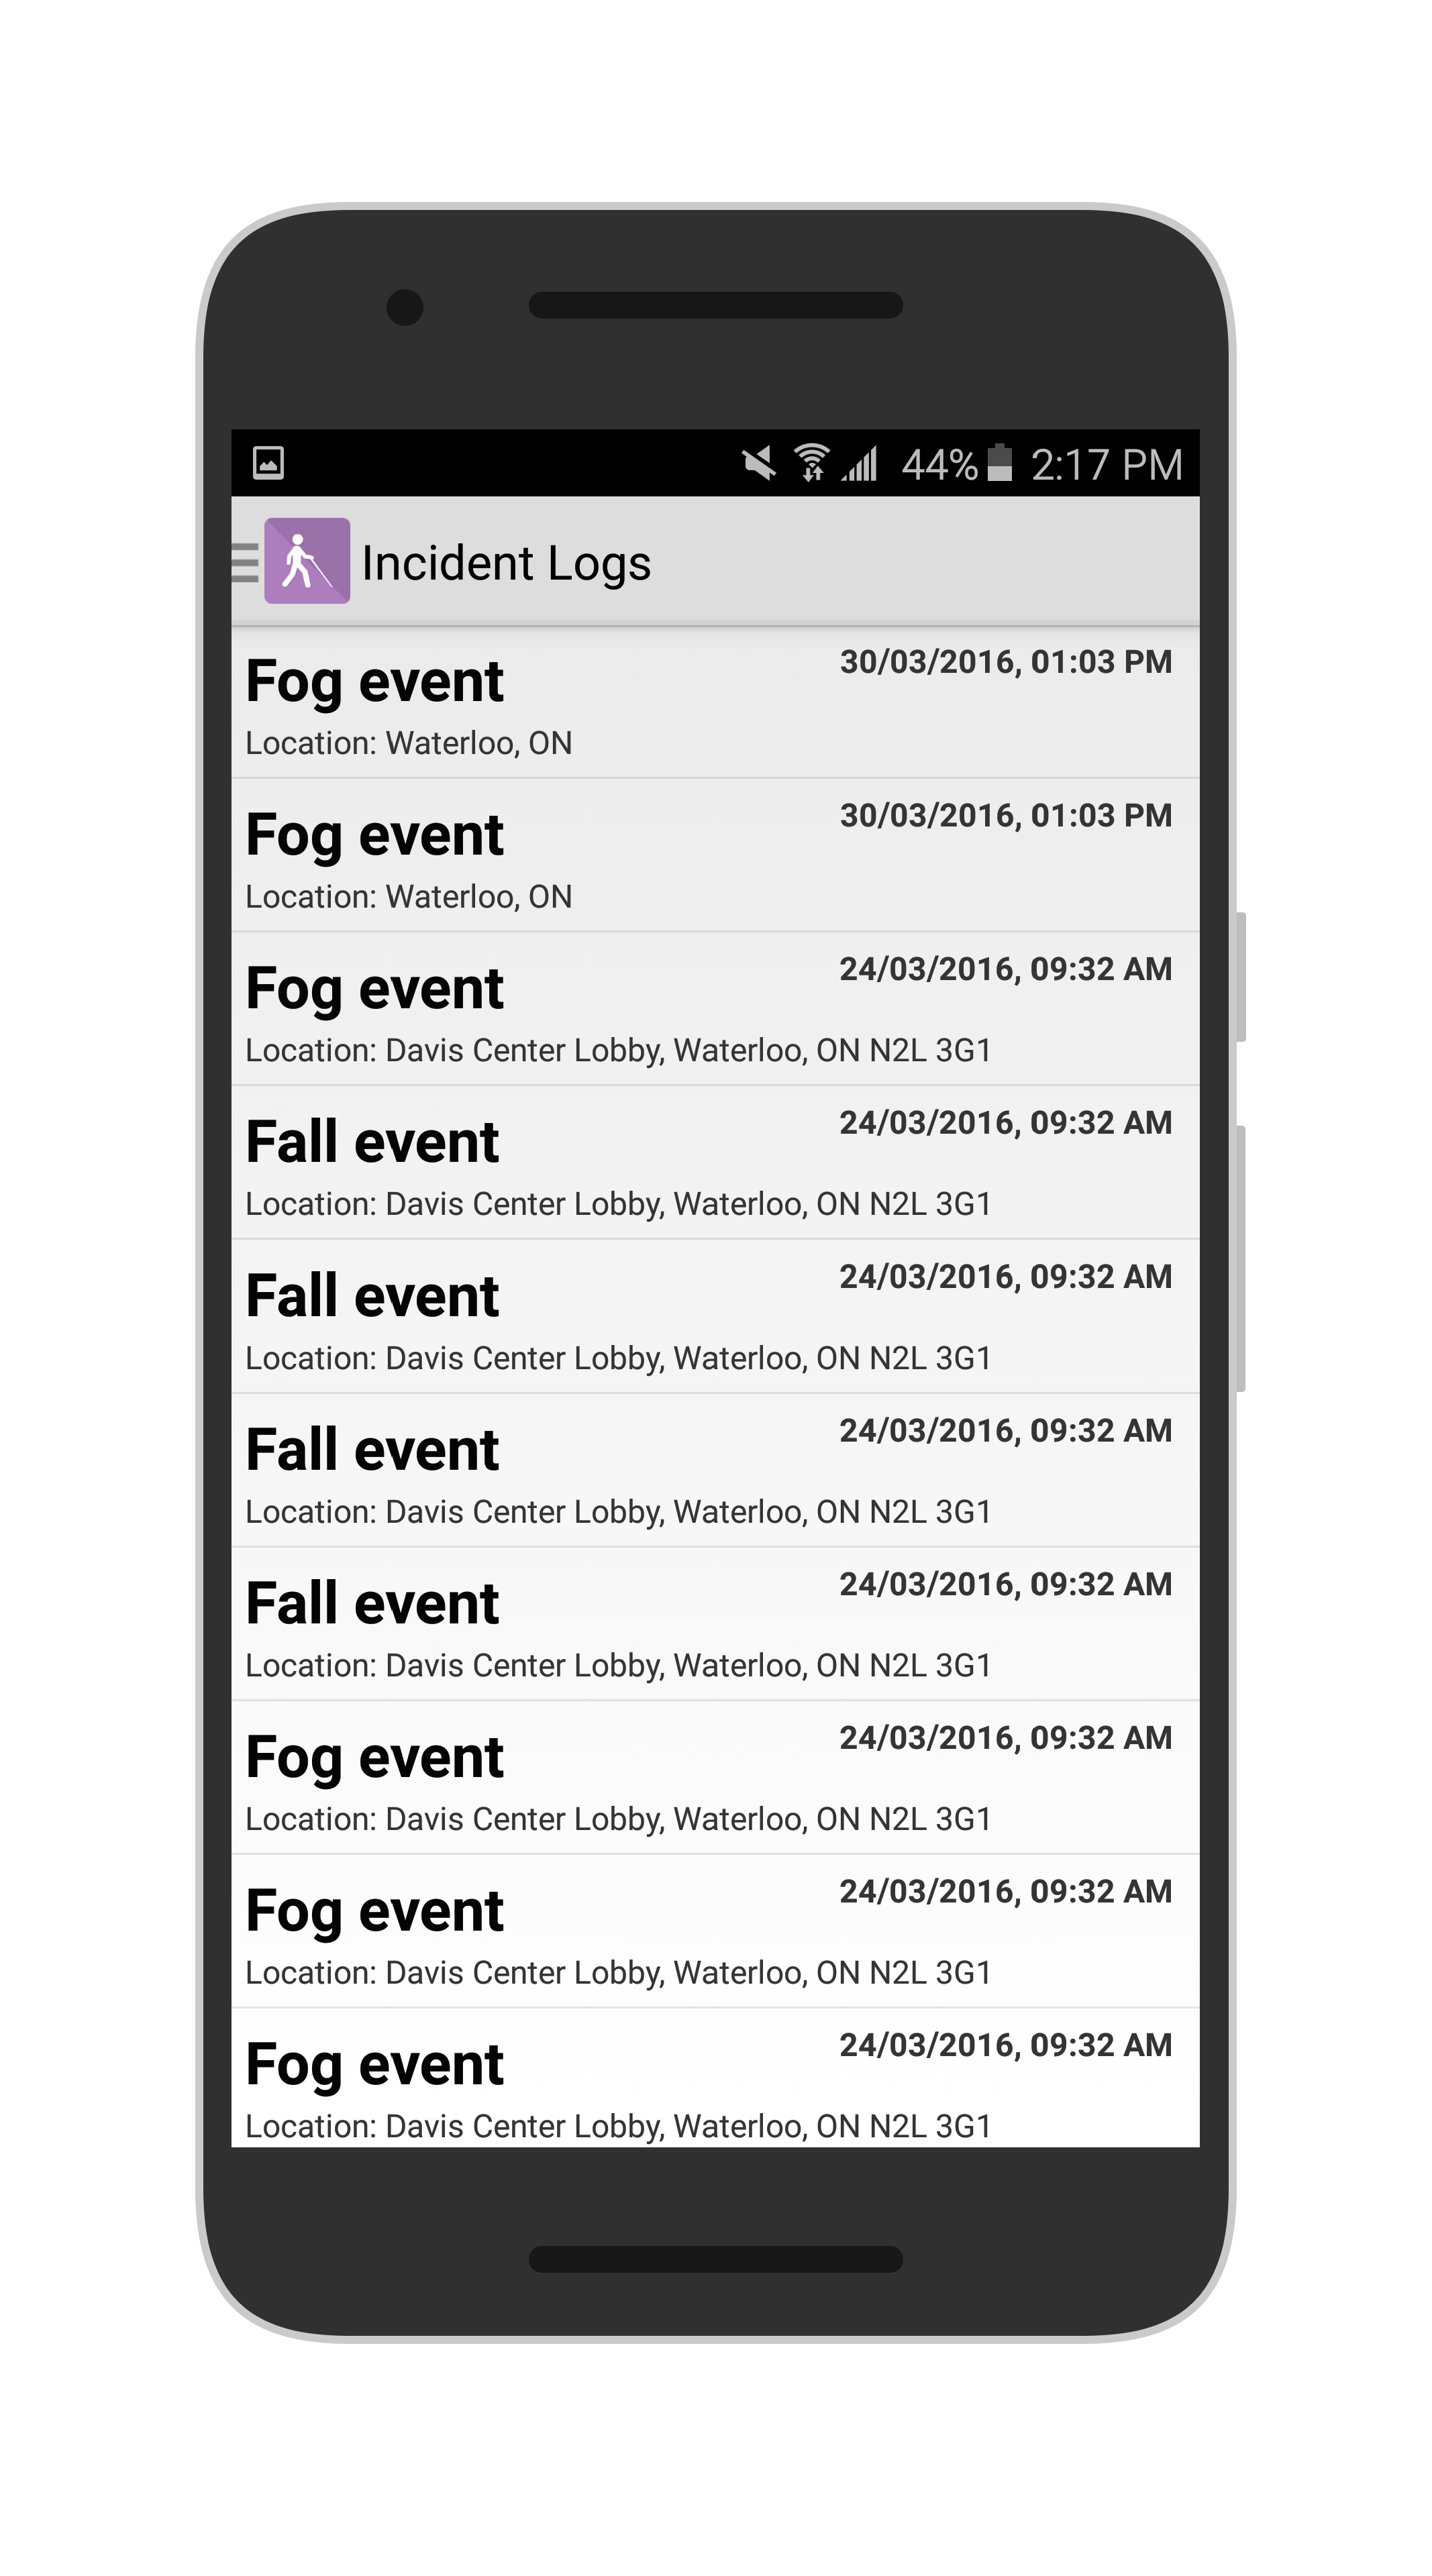 44% 2:17 PM
Incident Logs
Fog event 30/03/2016, 01:03 PM
Location: Waterloo, ON
Fog event 30/03/2016, 01:03 PM
Location: Waterloo, ON
Fog event 24/03/2016, 09:32 AM
Location: Davis Center Lobby, Waterloo, ON N2L 3G1
Fall event 24/03/2016, 09:32 AM
Location: Davis Center Lobby, Waterloo, ON N2L 3G1
Fall event 24/03/2016, 09:32 AM
Location: Davis Center Lobby, Waterloo, ON N2L 3G1
Fall event 24/03/2016, 09:32 AM
Location: Davis Center Lobby, Waterloo, ON N2L 3G1
Fall event 24/03/2016, 09:32 AM
Location: Davis Center Lobby, Waterloo, ON N2L 3G1
Fog event 24/03/2016, 09:32 AM
Location: Davis Center Lobby, Waterloo, ON N2L 3G1
Fog event 24/03/2016, 09:32 AM
Location: Davis Center Lobby, Waterloo, ON N2L 3G1
Fog event 24/03/2016, 09:32 AM
Location: Davis Center Lobby, Waterloo, ON N2L 3G1